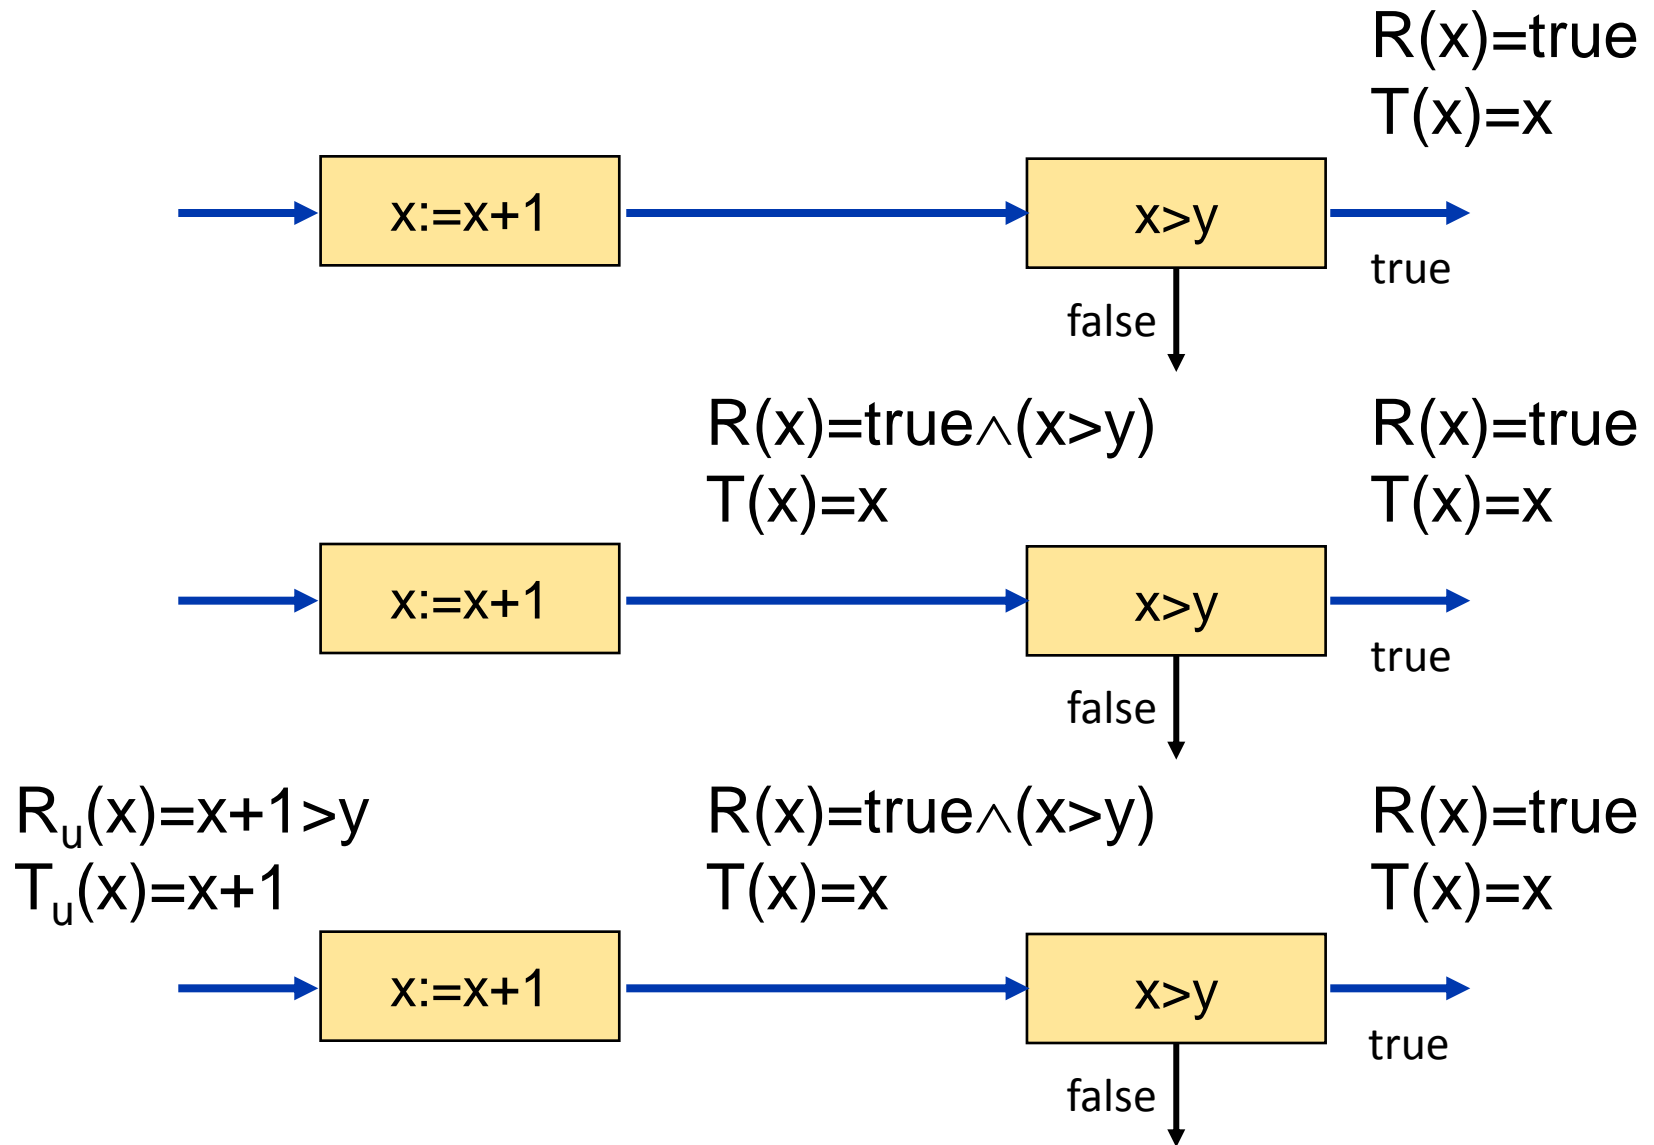 R(x)=true
T(x)=x
x:=x+1
x>y
true
false
R(x)=true∧(x>y)
T(x)=x
R(x)=true
T(x)=x
x:=x+1
x>y
true
false
Rᵤ(x)=x+1>y
Tᵤ(x)=x+1
R(x)=true∧(x>y)
T(x)=x
R(x)=true
T(x)=x
x:=x+1
x>y
true
false